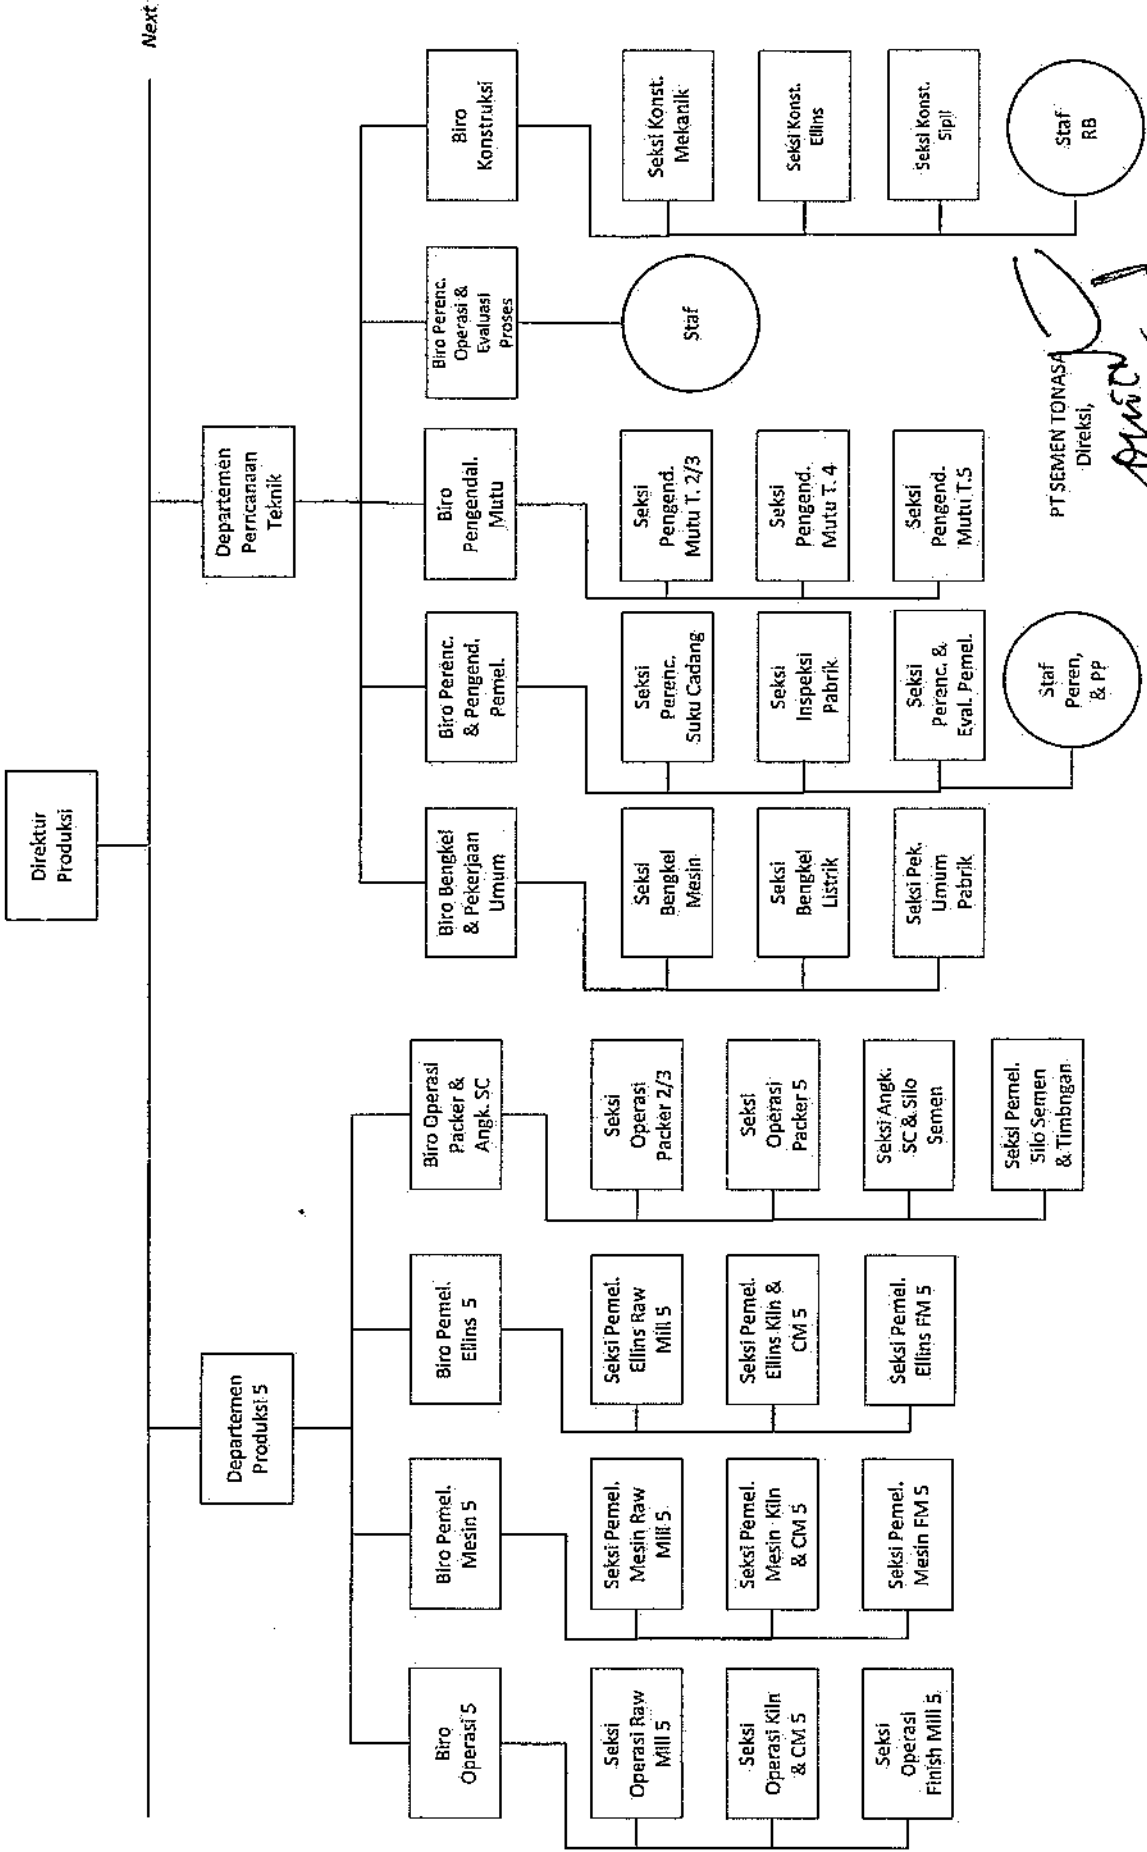 Direktur
Produksi
Next
Departemen
Produksi 5
Departemen
Perncanaan
Teknik
Biro
Operasi 5
Seksi
Operasi Raw
Mill 5
Seksi
Operasi Kiln
& CM 5
Seksi
Operasi
Finish Mill 5
Biro Pemel.
Mesin 5
Seksi Pemel.
Mesin Raw
Mill 5
Seksi Pemel.
Mesin Kiln
& CM 5
Seksi Pemel.
Mesin FM 5
Biro Pemel.
Ellins 5
Seksi Pemel.
Ellins Raw
Mill 5
Seksi Pemel.
Ellins Kiln &
CM 5
Seksi Pemel.
Ellins FM 5
Biro Operasi
Packer &
Angk. SC
Seksi
Operasi
Packer 2/3
Seksi
Operasi
Packer 5
Seksi Angk.
SC & Silo
Semen
Seksi Pemel.
Silo Semen
& Timbngan
Biro Bengkel
& Pekerjaan
Umum
Seksi
Bengkel
Mesin
Seksi
Bengkel
Listrik
Seksi Pek.
Umum
Pabrik
Biro Perenc.
& Pengend.
Pemel.
Seksi
Perenc.
Suku Cadang
Seksi
Inspeksi
Pabrik
Seksi
Perenc. &
Eval. Pemel.
Staf
Peren,
& PP
Biro
Pengendal.
Mutu
Seksi
Pengend.
Mutu T. 2/3
Seksi
Pengend.
Mutu T. 4
Seksi
Pengend.
Mutu T.5
Biro Perenc.
Operasi &
Evaluasi
Proses
Staf
Biro
Konstruksi
Seksi Konst.
Mekanik
Seksi Konst.
Ellins
Seksi Konst.
Sipil
Staf
RB
PT SEMEN TONASA
Direksi,